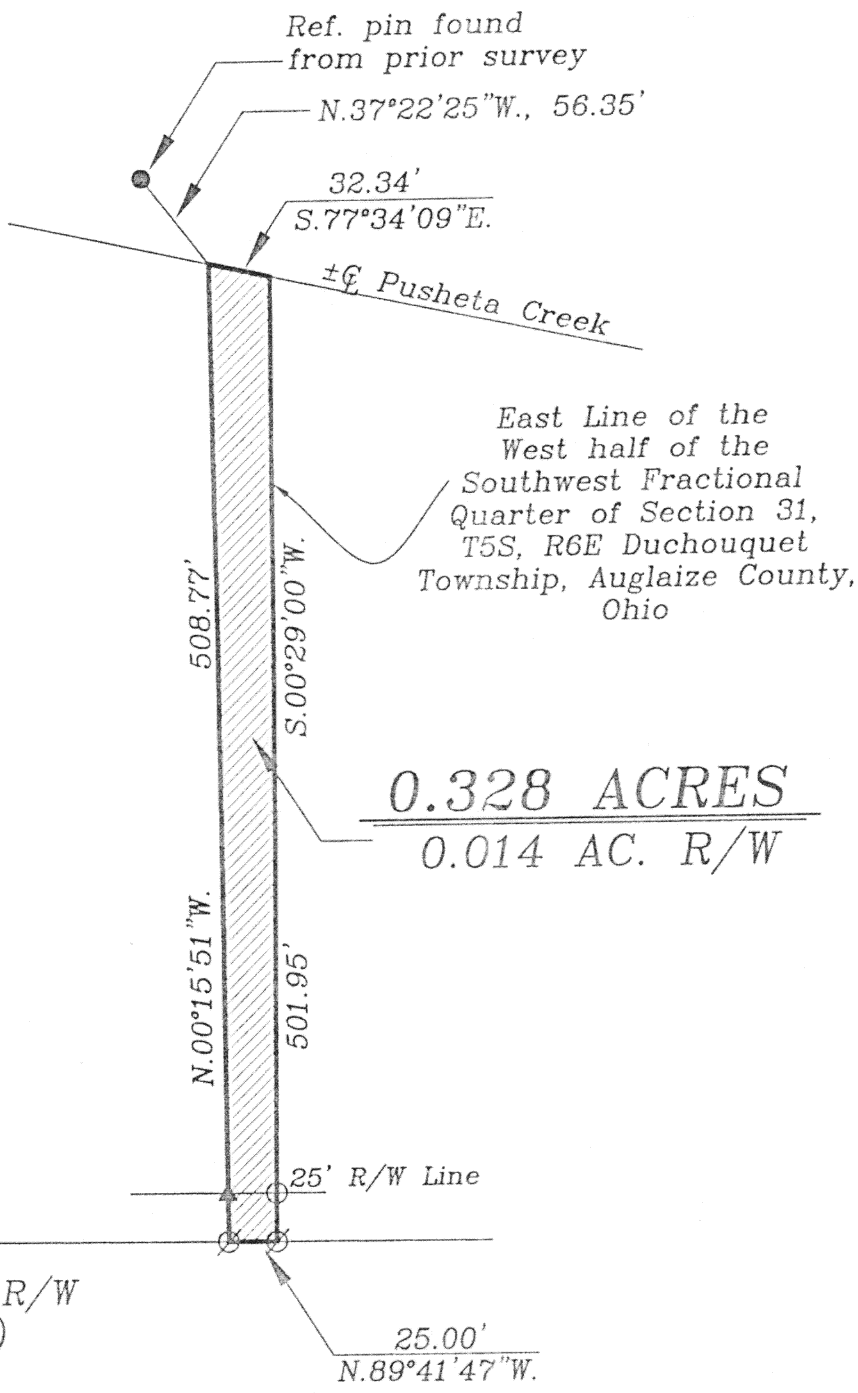 Ref. pin found
from prior survey
N.37°22'25"W., 56.35'
32.34'
S.77°34'09"E.
±℄ Pusheta Creek
East Line of the
West half of the
Southwest Fractional
Quarter of Section 31,
T5S, R6E Duchouquet
Township, Auglaize County,
Ohio
508.77'
S.00°29'00"W.
0.328 ACRES
0.014 AC. R/W
N.00°15'51"W.
501.95'
25' R/W Line
R/W
)
25.00'
N.89°41'47"W.